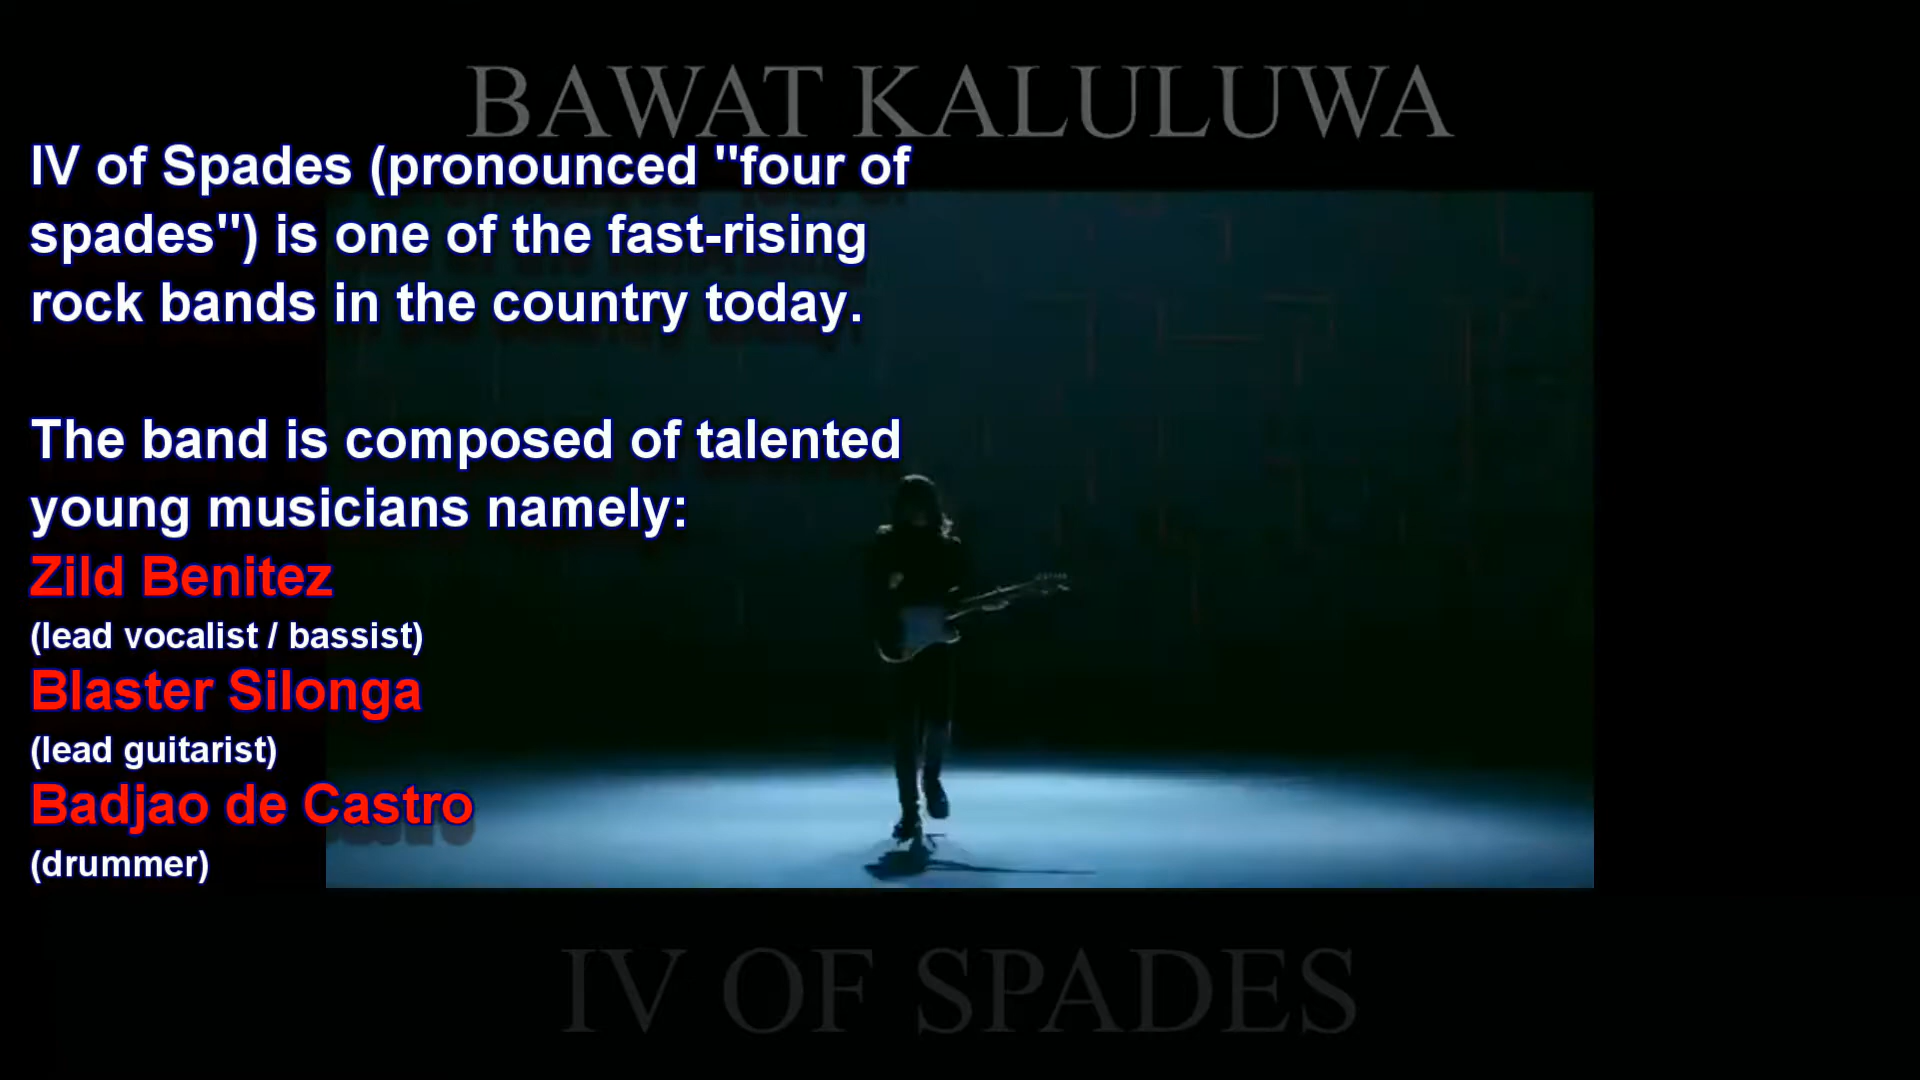 BAWAT KALULUWA
IV of Spades (pronounced "four of
spades") is one of the fast-rising
rock bands in the country today.
The band is composed of talented
young musicians namely:
Zild Benitez
(lead vocalist / bassist)
Blaster Silonga
(lead guitarist)
Badjao de Castro
(drummer)
IV OF SPADES